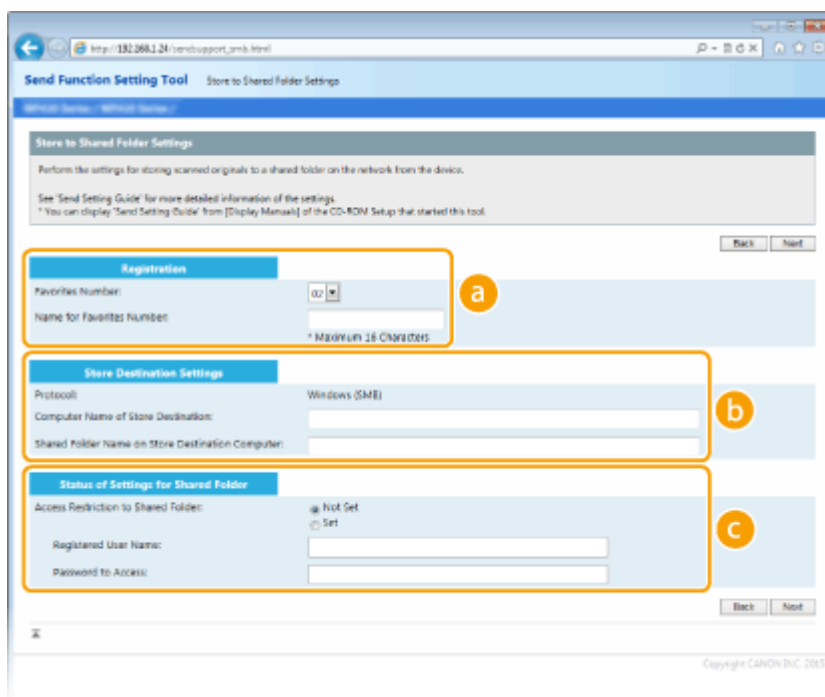 http://192.168.1.24/sendsupport_smb.html
Send Function Setting Tool Store to Shared Folder Settings
Store to Shared Folder Settings
Perform the settings for storing scanned originals to a shared folder on the network from the device.
See 'Send Setting Guide' for more detailed information of the settings.
* You can display 'Send Setting Guide' from [Display Manuals] of the CD-ROM Setup that started this tool.
Back Next
Registration
Favorites Number: 02
a
Name for Favorites Number:
* Maximum 16 Characters
Store Destination Settings
Protocol: Windows (SMB)
Computer Name of Store Destination:
b
Shared Folder Name on Store Destination Computer:
Status of Settings for Shared Folder
Access Restriction to Shared Folder: Not Set
Set
c
Registered User Name:
Password to Access:
Back Next
Copyright CANON INC. 2015